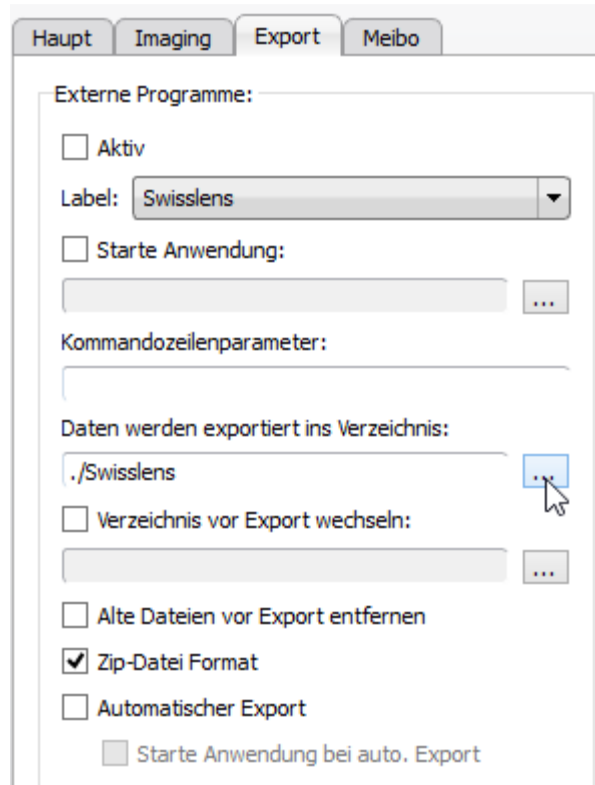 Haupt Imaging Export Meibo
Externe Programme:
Aktiv
Label: Swisslens
Starte Anwendung:
...
Kommandozeilenparameter:
Daten werden exportiert ins Verzeichnis:
./Swisslens ...
Verzeichnis vor Export wechseln:
...
Alte Dateien vor Export entfernen
Zip-Datei Format
Automatischer Export
Starte Anwendung bei auto. Export